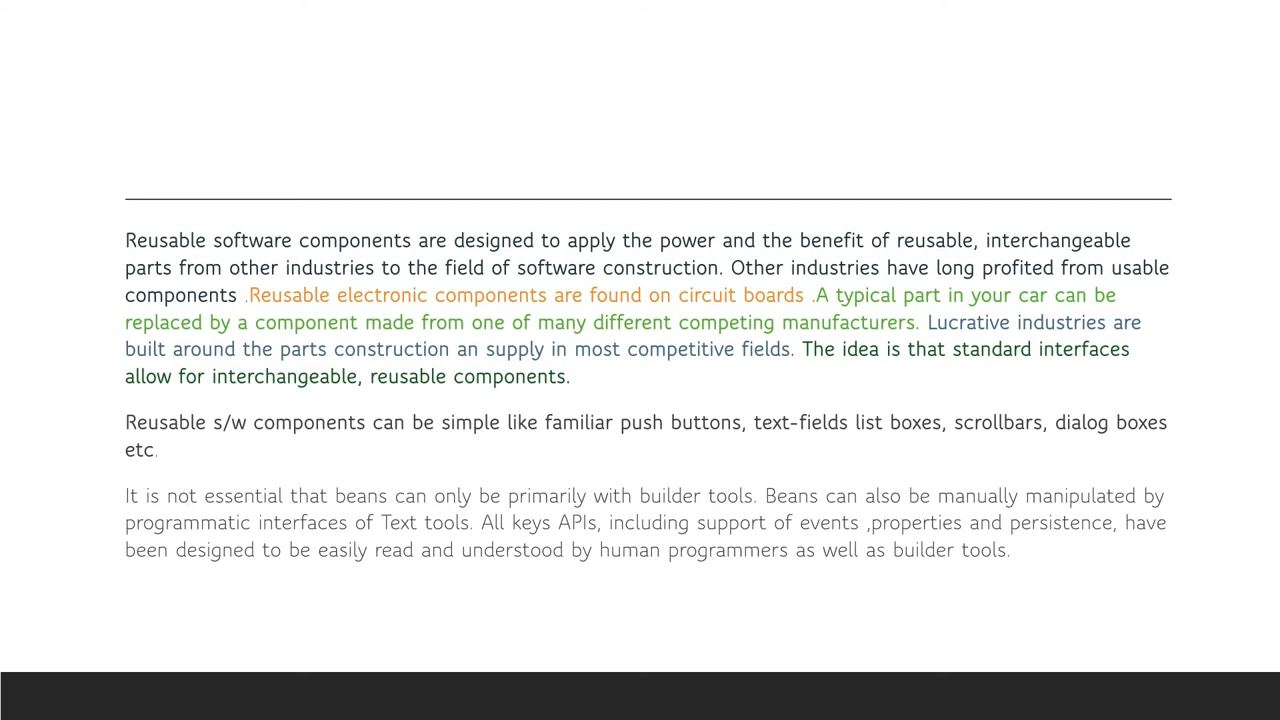 Reusable software components are designed to apply the power and the benefit of reusable, interchangeable
parts from other industries to the field of software construction. Other industries have long profited from usable
components .Reusable electronic components are found on circuit boards .A typical part in your car can be
replaced by a component made from one of many different competing manufacturers. Lucrative industries are
built around the parts construction an supply in most competitive fields. The idea is that standard interfaces
allow for interchangeable, reusable components.
Reusable s/w components can be simple like familiar push buttons, text-fields list boxes, scrollbars, dialog boxes
etc.
It is not essential that beans can only be primarily with builder tools. Beans can also be manually manipulated by
programmatic interfaces of Text tools. All keys APIs, including support of events ,properties and persistence, have
been designed to be easily read and understood by human programmers as well as builder tools.